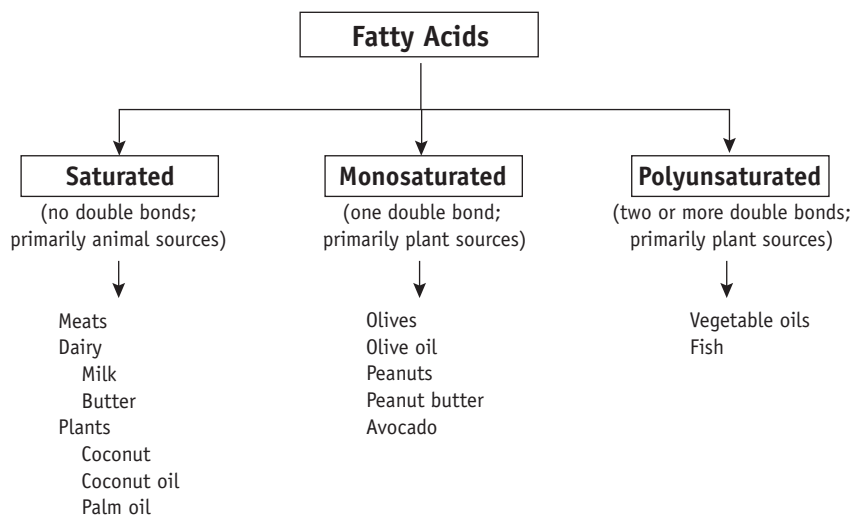 Fatty Acids
Saturated
(no double bonds;
primarily animal sources)
Meats
Dairy
Milk
Butter
Plants
Coconut
Coconut oil
Palm oil
Monosaturated
(one double bond;
primarily plant sources)
Olives
Olive oil
Peanuts
Peanut butter
Avocado
Polyunsaturated
(two or more double bonds;
primarily plant sources)
Vegetable oils
Fish